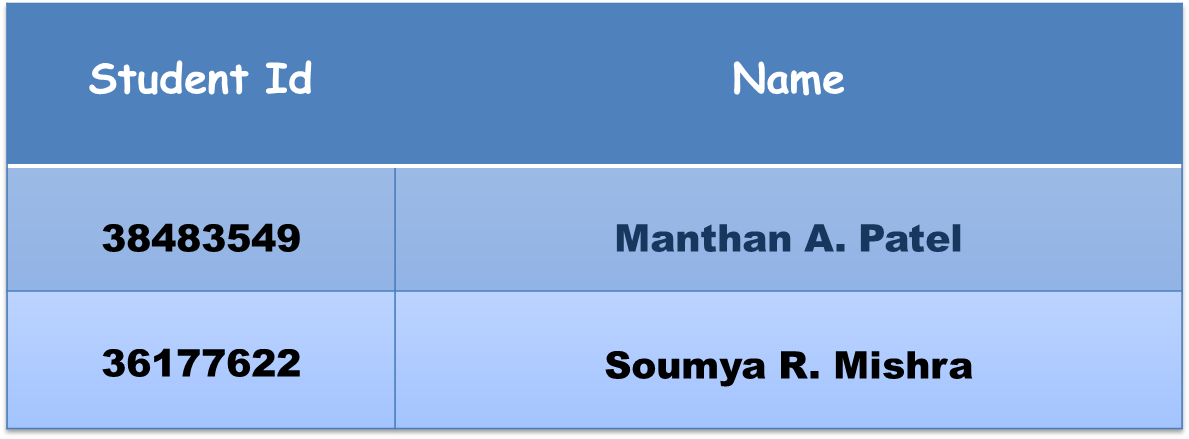 Student Id Name
38483549 Manthan A. Patel
36177622 Soumya R. Mishra